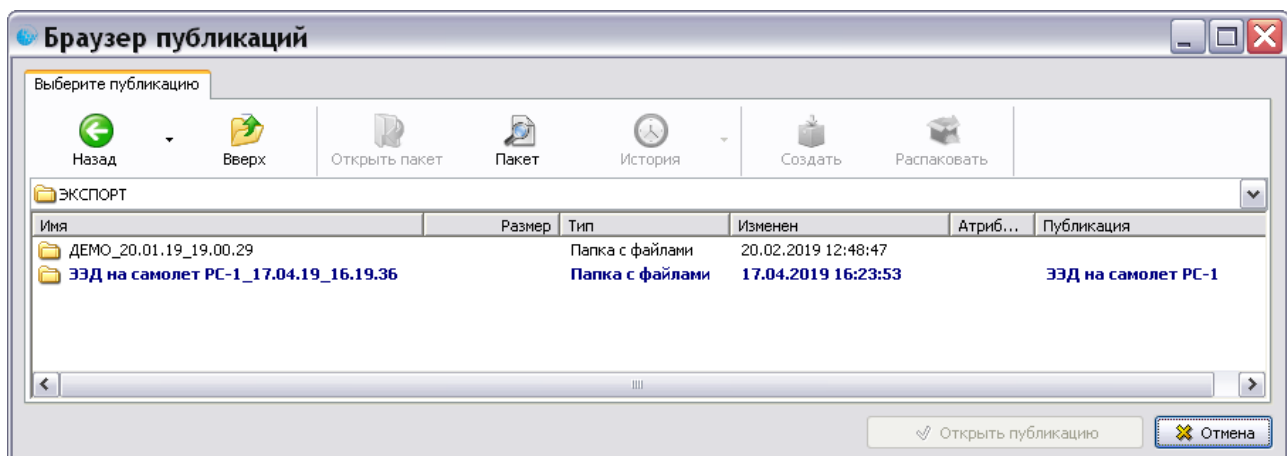 Браузер публикаций
Выберите публикацию
Назад Вверх Открыть пакет Пакет История Создать Распаковать
ЭКСПОРТ
Имя Размер Тип Изменен Атриб... Публикация
ДЕМО_20.01.19_19.00.29 Папка с файлами 20.02.2019 12:48:47
ЭЭД на самолет РС-1_17.04.19_16.19.36 Папка с файлами 17.04.2019 16:23:53 ЭЭД на самолет РС-1
Открыть публикацию Отмена